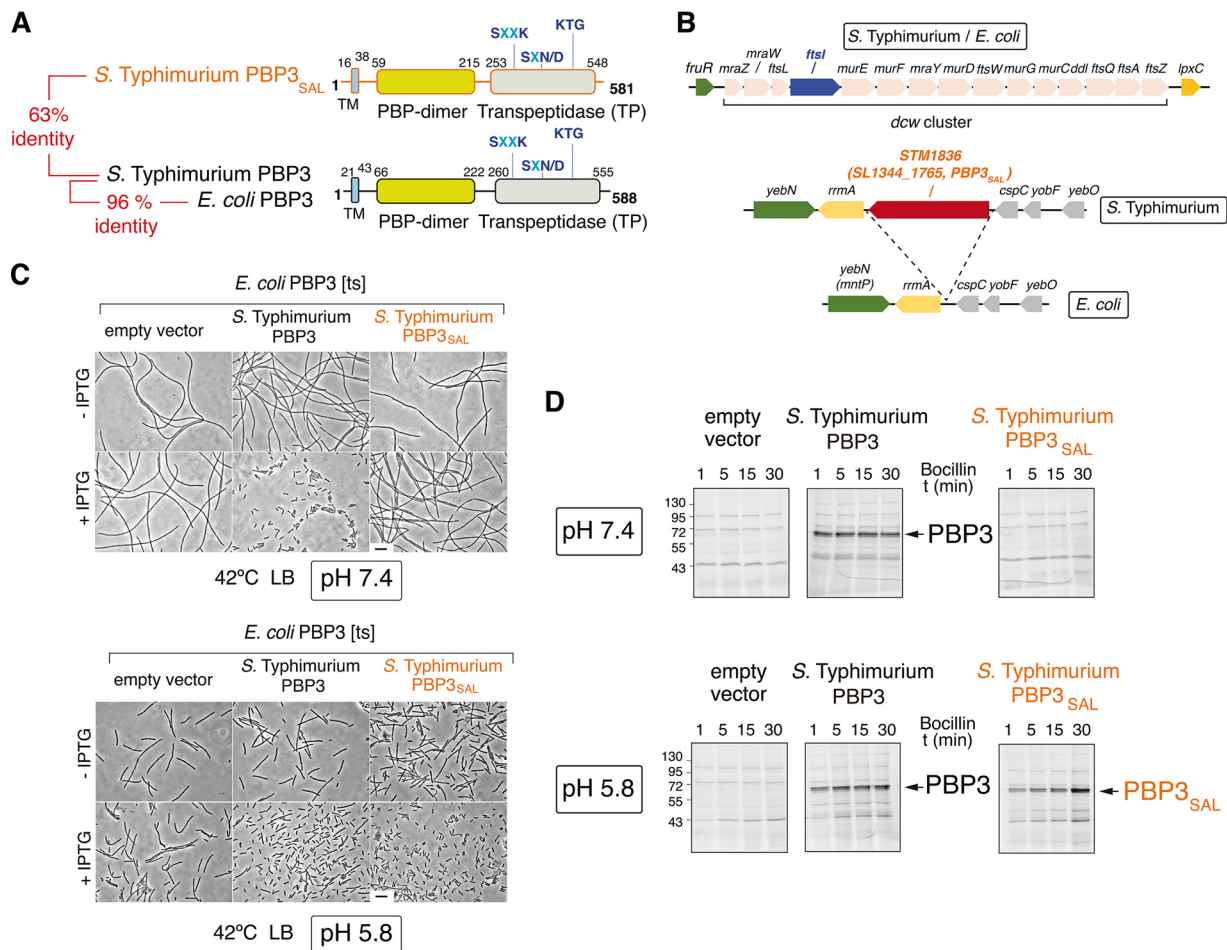 A
S. Typhimurium PBP3SAL
63%
identity
S. Typhimurium PBP3
96 %
identity
E. coli PBP3
1
16
38
59
215
253
548
581
TM
PBP-dimer
Transpeptidase (TP)
SXXK
SXN/D
KTG
1
21
43
66
222
260
555
588
TM
PBP-dimer
Transpeptidase (TP)
SXXK
SXN/D
KTG
B
S. Typhimurium / E. coli
fruR
mraZ
mraW
ftsL
ftsI
murE
murF
mraY
murD
ftsW
murG
murC
ddl
ftsQ
ftsA
ftsZ
lpxC
dcw cluster
STM1836
(SL1344_1765, PBP3SAL)
yebN
rrmA
cspC
yobF
yebO
S. Typhimurium
yebN
(mntP)
rrmA
cspC
yobF
yebO
E. coli
C
E. coli PBP3 [ts]
empty vector
S. Typhimurium
PBP3
S. Typhimurium
PBP3SAL
- IPTG
+ IPTG
42ºC LB pH 7.4
E. coli PBP3 [ts]
empty vector
S. Typhimurium
PBP3
S. Typhimurium
PBP3SAL
- IPTG
+ IPTG
42ºC LB pH 5.8
D
empty
vector
S. Typhimurium
PBP3
S. Typhimurium
PBP3SAL
1 5 15 30
1 5 15 30
Bocillin
t (min)
1 5 15 30
pH 7.4
130
95
72
55
43
PBP3
empty
vector
S. Typhimurium
PBP3
S. Typhimurium
PBP3SAL
1 5 15 30
1 5 15 30
Bocillin
t (min)
1 5 15 30
pH 5.8
130
95
72
55
43
PBP3
PBP3SAL